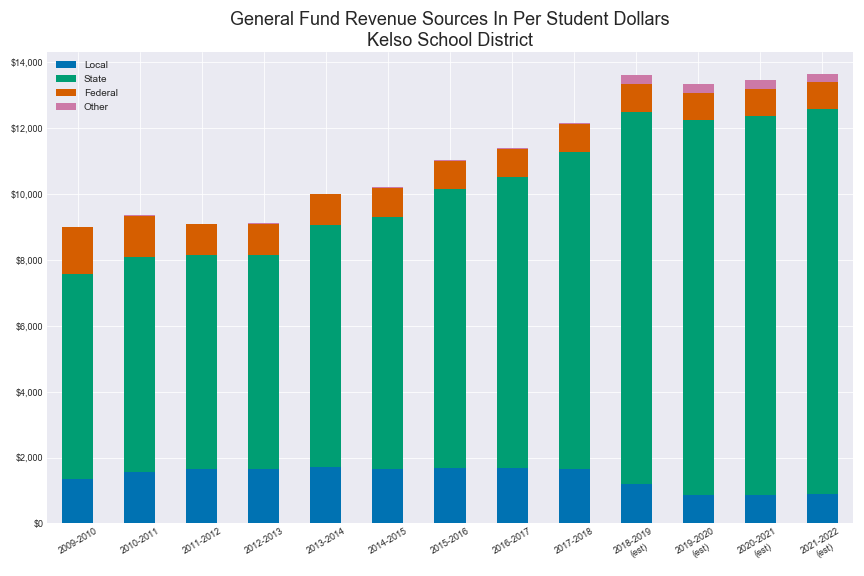 General Fund Revenue Sources In Per Student Dollars
Kelso School District
$14,000
$12,000
$10,000
$8,000
$6,000
$4,000
$2,000
$0
Local
State
Federal
Other
2009-2010
2010-2011
2011-2012
2012-2013
2013-2014
2014-2015
2015-2016
2016-2017
2017-2018
2018-2019
(est)
2019-2020
(est)
2020-2021
(est)
2021-2022
(est)